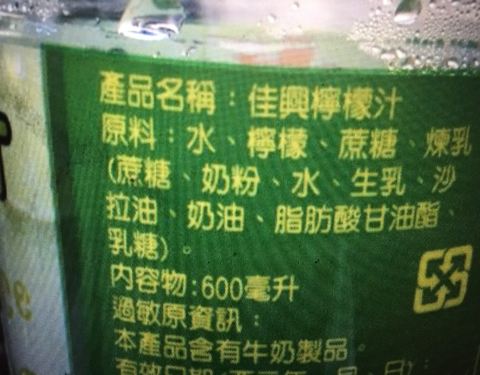 產品名稱：佳興檸檬汁
原料：水、檸檬、蔗糖、煉乳
(蔗糖、奶粉、水、生乳、沙
拉油、奶油、脂肪酸甘油酯、
乳糖)。
內容物:600毫升
過敏原資訊：
本產品含有牛奶製品。